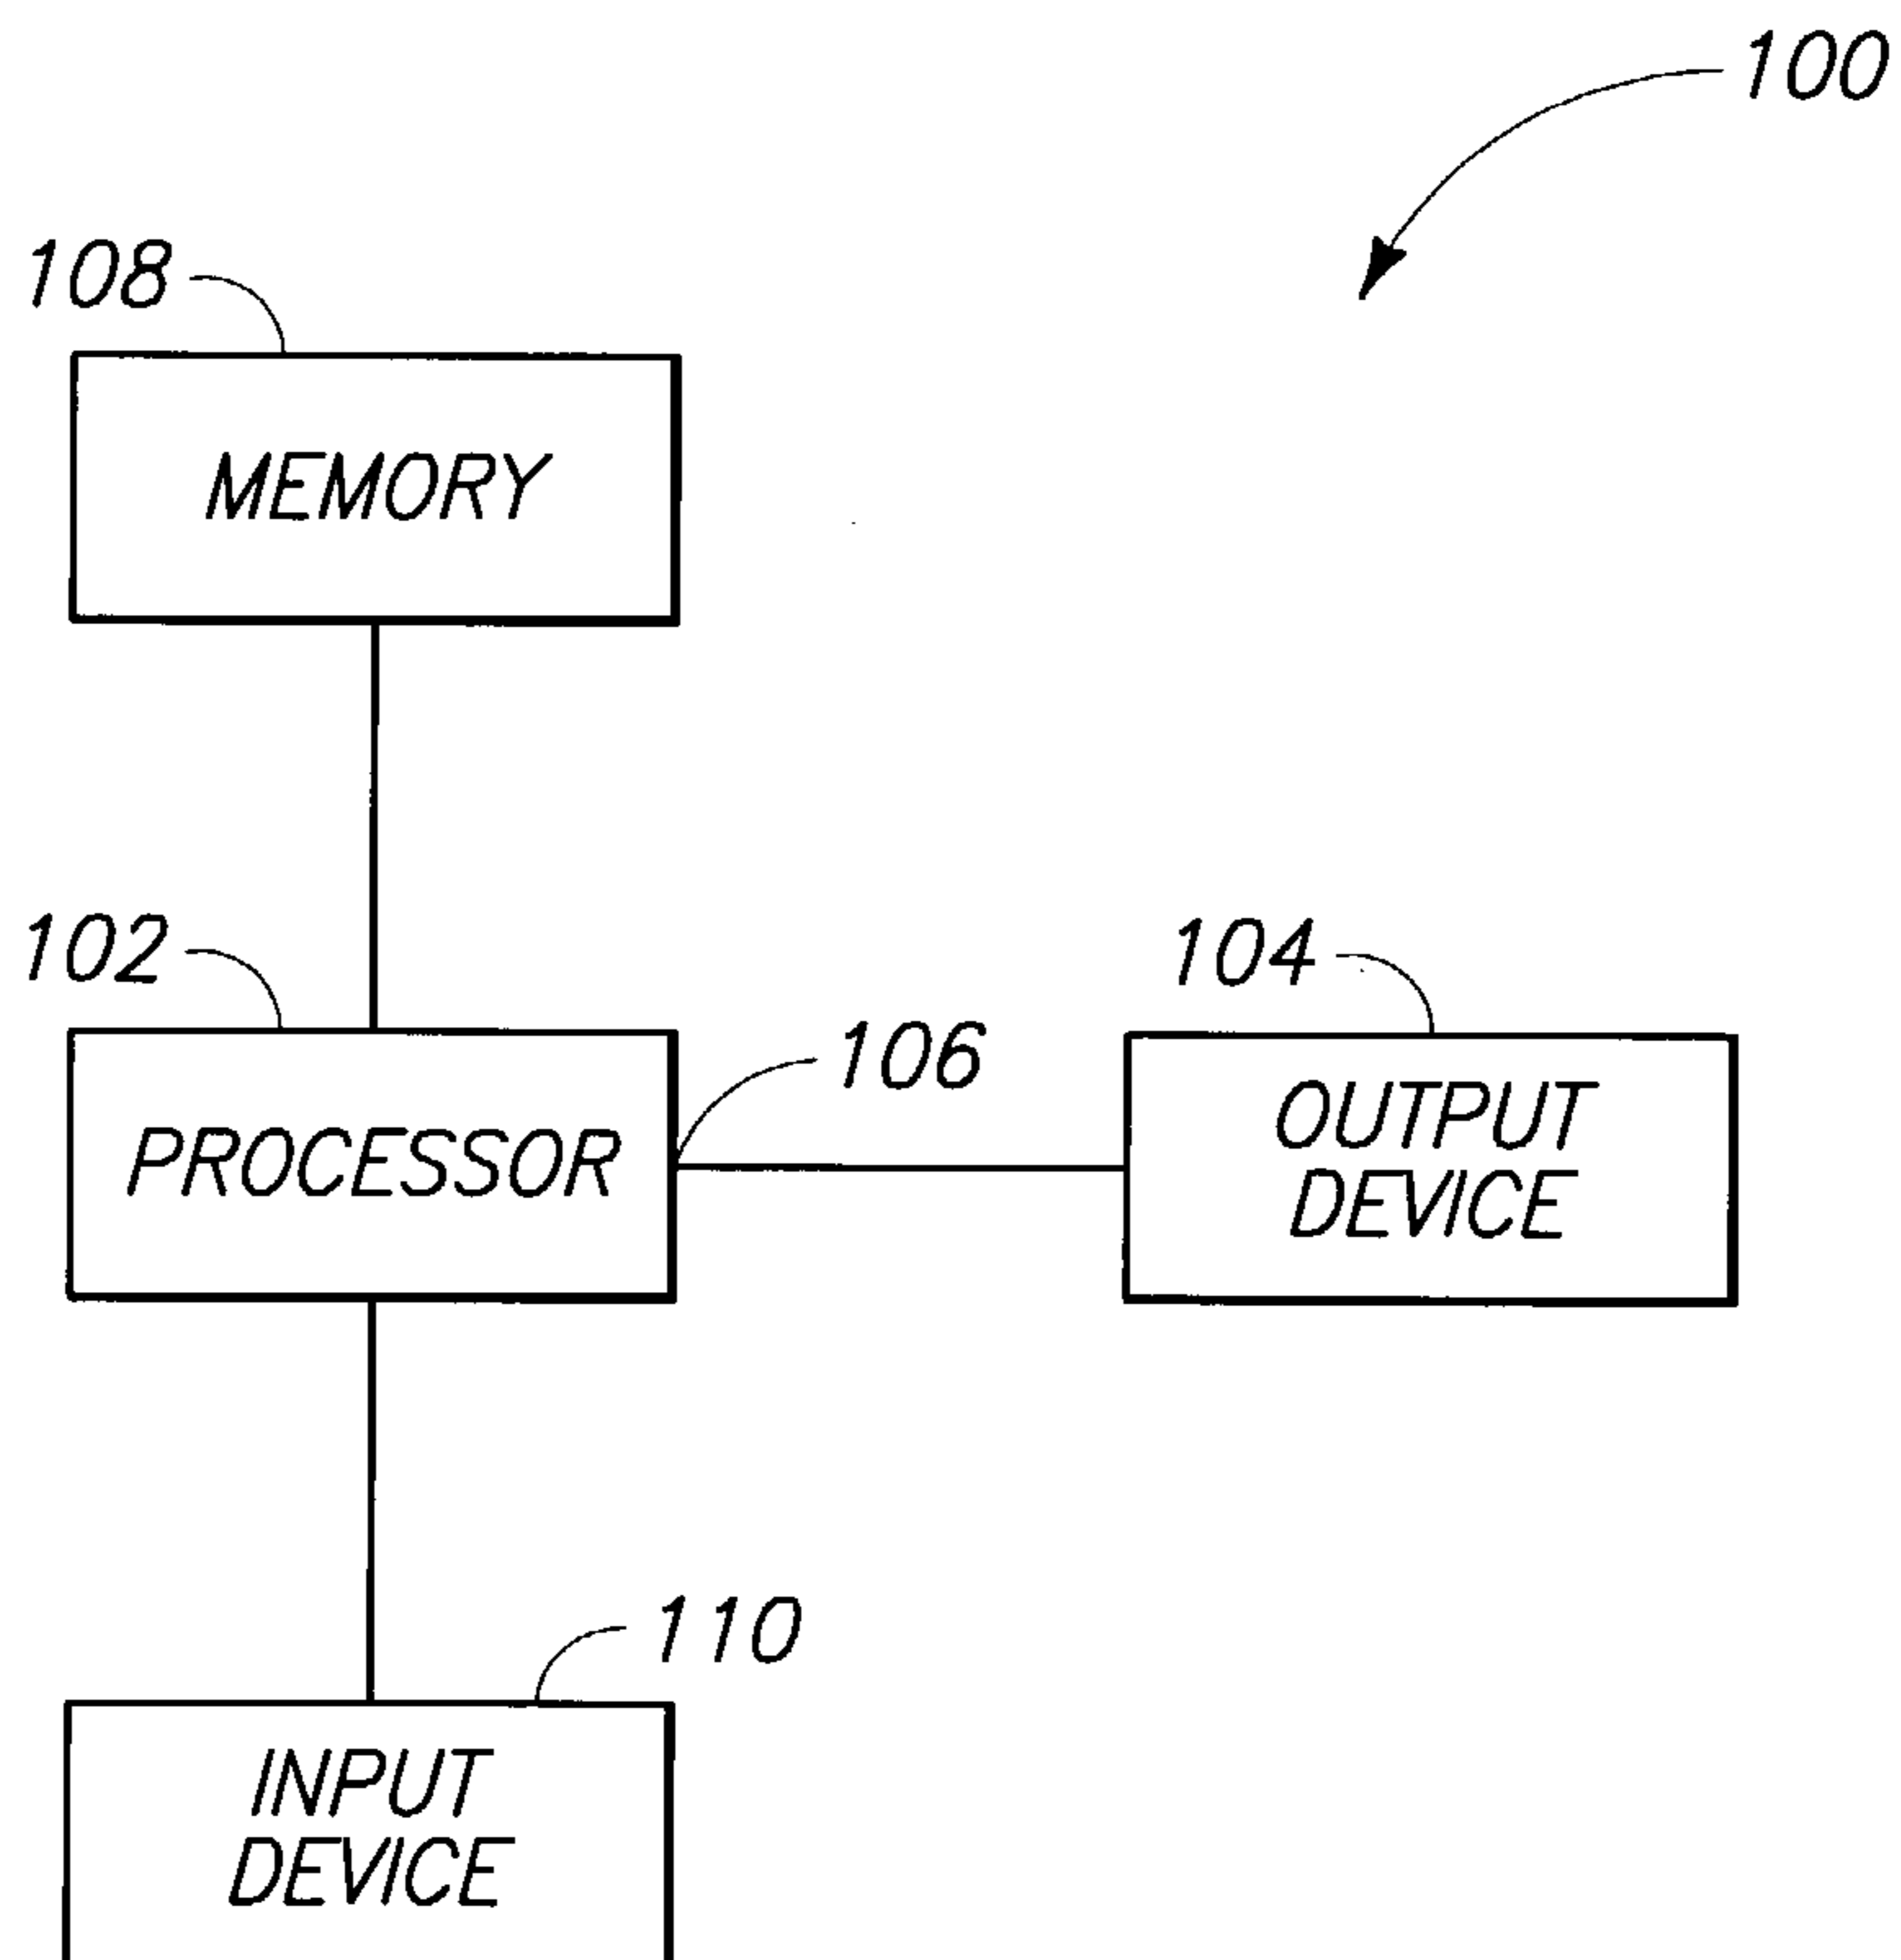 100
108
MEMORY
102
104
106
PROCESSOR
OUTPUT
DEVICE
110
INPUT
DEVICE